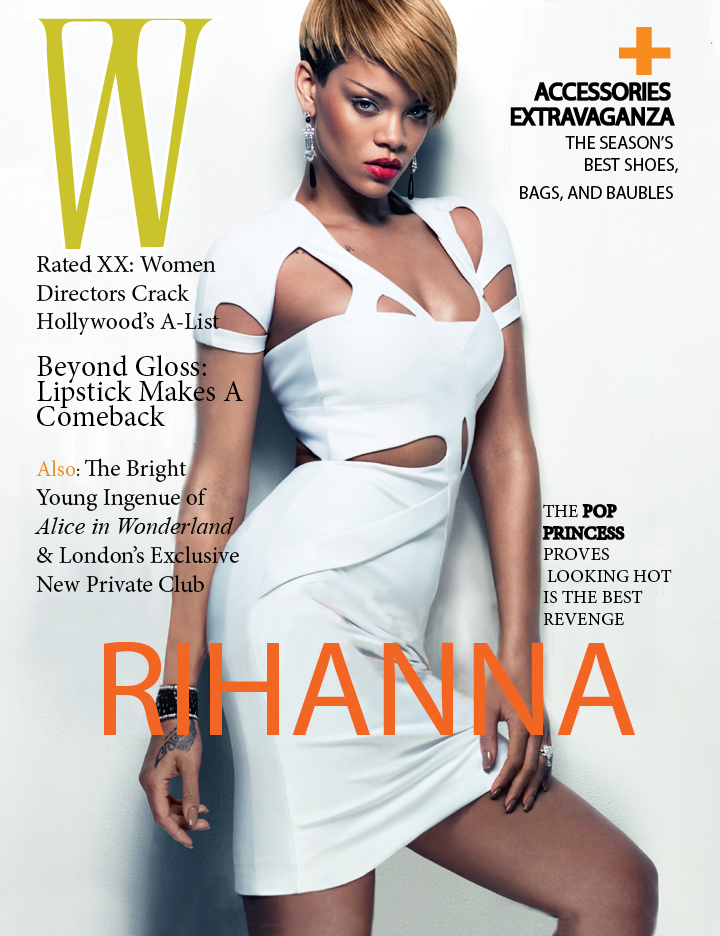 W
ACCESSORIES
EXTRAVAGANZA
THE SEASON'S
BEST SHOES,
BAGS, AND BAUBLES
Rated XX: Women
Directors Crack
Hollywood's A-List
Beyond Gloss:
Lipstick Makes A
Comeback
Also: The Bright
Young Ingenue of
Alice in Wonderland
& London's Exclusive
New Private Club
THE POP
PRINCESS
PROVES
LOOKING HOT
IS THE BEST
REVENGE
RIHANNA